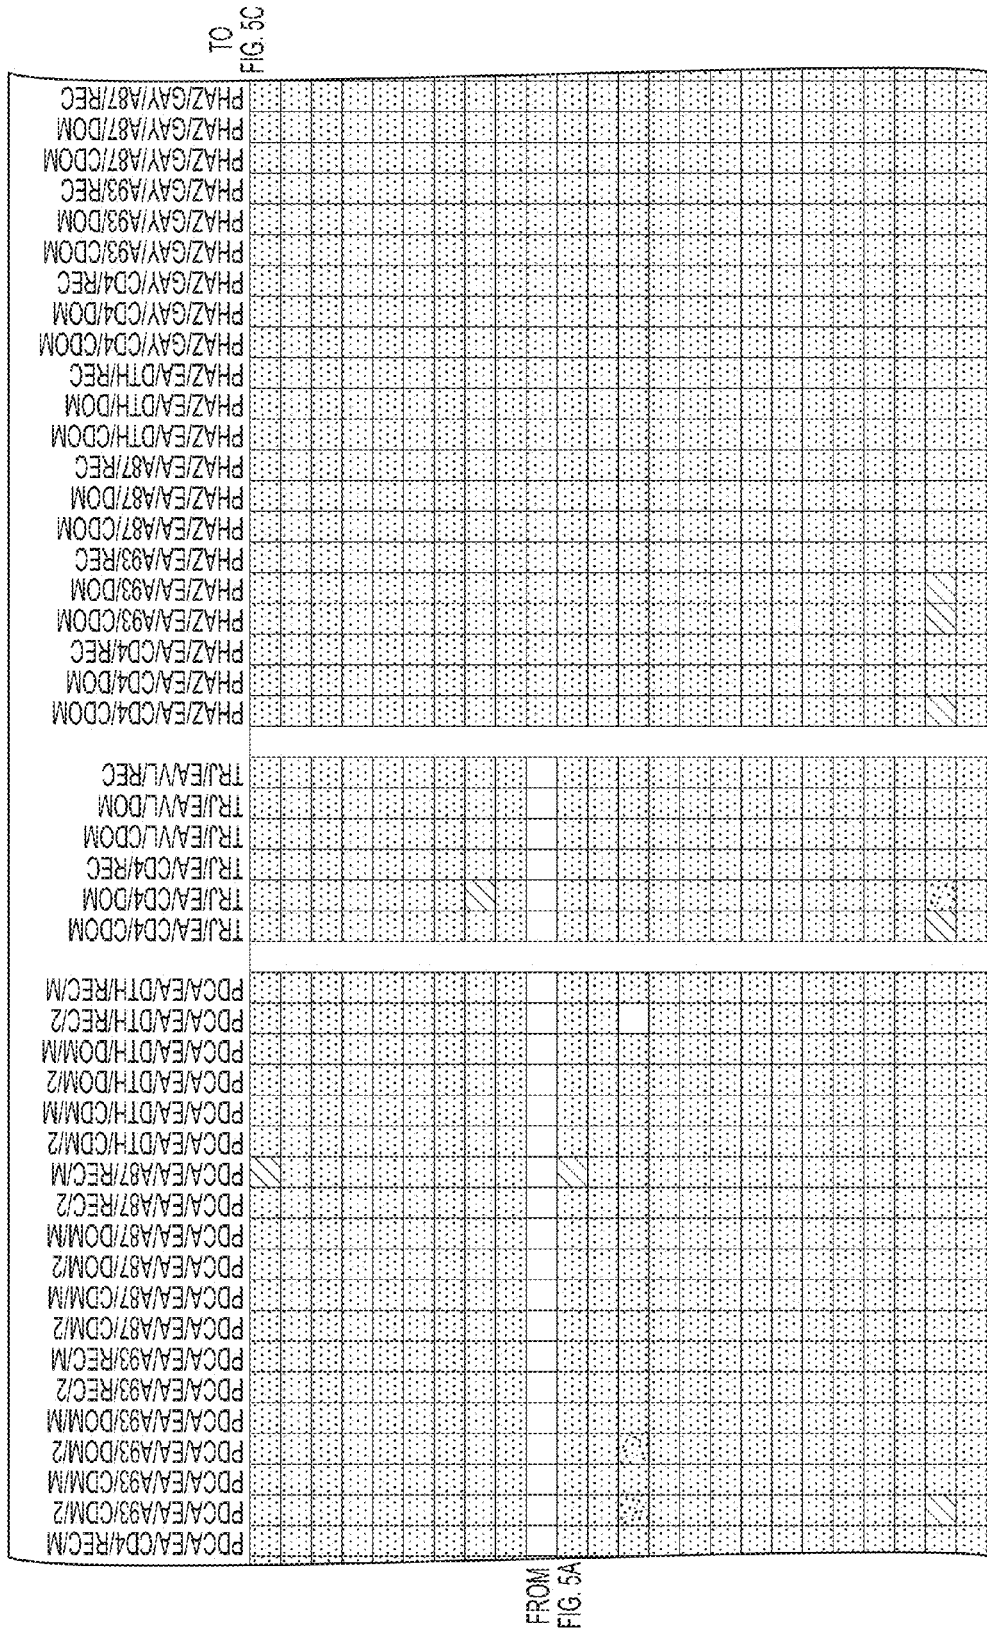 TO
FIG. 5C
PHAZ/GAY/A87/REC
PHAZ/GAY/A87/DOM
PHAZ/GAY/A87/CDOM
PHAZ/GAY/A93/REC
PHAZ/GAY/A93/DOM
PHAZ/GAY/A93/CDOM
PHAZ/GAY/CD4/REC
PHAZ/GAY/CD4/DOM
PHAZ/GAY/CD4/CDOM
PHAZ/EA/DTH/REC
PHAZ/EA/DTH/DOM
PHAZ/EA/DTH/CDOM
PHAZ/EA/A87/REC
PHAZ/EA/A87/DOM
PHAZ/EA/A87/CDOM
PHAZ/EA/A93/REC
PHAZ/EA/A93/DOM
PHAZ/EA/A93/CDOM
PHAZ/EA/CD4/REC
PHAZ/EA/CD4/DOM
PHAZ/EA/CD4/CDOM
TRJ/EA/VL/REC
TRJ/EA/VL/DOM
TRJ/EA/VL/CDOM
TRJ/EA/CD4/REC
TRJ/EA/CD4/DOM
TRJ/EA/CD4/CDOM
PDCA/EA/DTH/REC/M
PDCA/EA/DTH/REC/2
PDCA/EA/DTH/DOM/M
PDCA/EA/DTH/DOM/2
PDCA/EA/DTH/CDM/M
PDCA/EA/DTH/CDM/2
PDCA/EA/A87/REC/M
PDCA/EA/A87/REC/2
PDCA/EA/A87/DOM/M
PDCA/EA/A87/DOM/2
PDCA/EA/A87/CDM/M
PDCA/EA/A87/CDM/2
PDCA/EA/A93/REC/M
PDCA/EA/A93/REC/2
PDCA/EA/A93/DOM/M
PDCA/EA/A93/DOM/2
PDCA/EA/A93/CDM/M
PDCA/EA/A93/CDM/2
PDCA/EA/CD4/REC/M
FROM
FIG. 5A